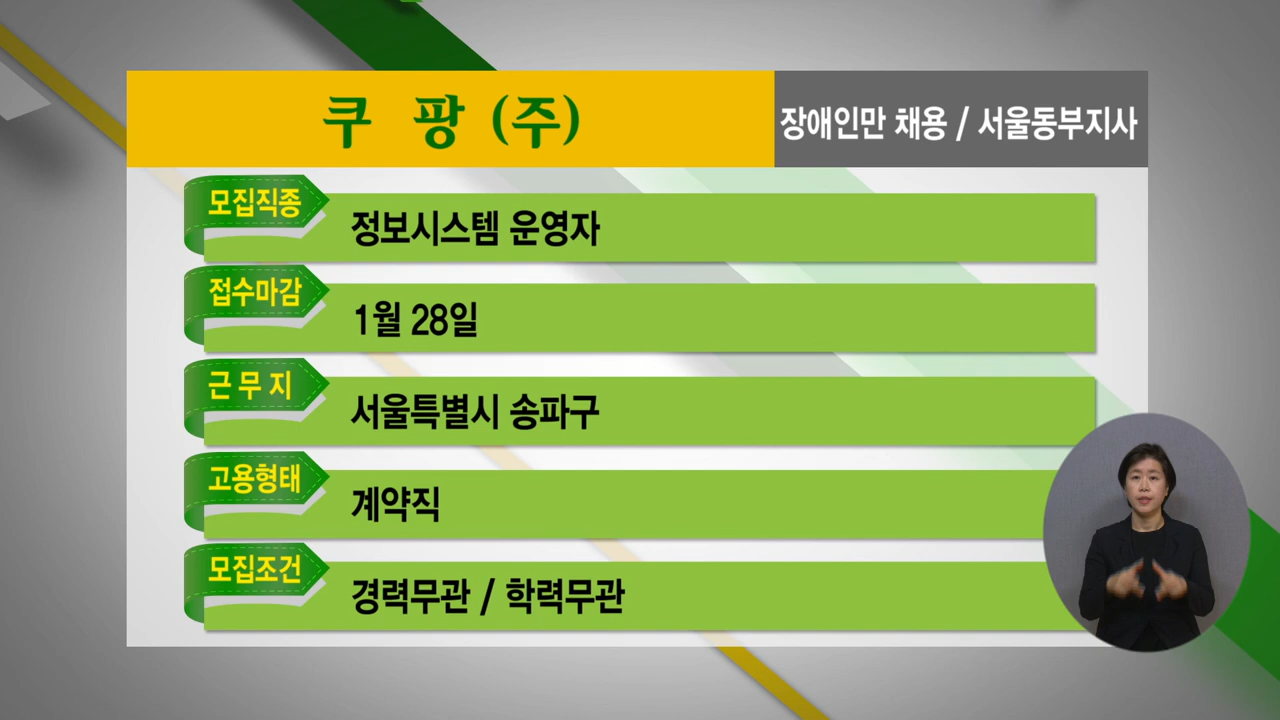 쿠 팡 (주)
장애인만 채용 / 서울동부지사
모집직종
정보시스템 운영자
접수마감
1월 28일
근 무 지
서울특별시 송파구
고용형태
계약직
모집조건
경력무관 / 학력무관